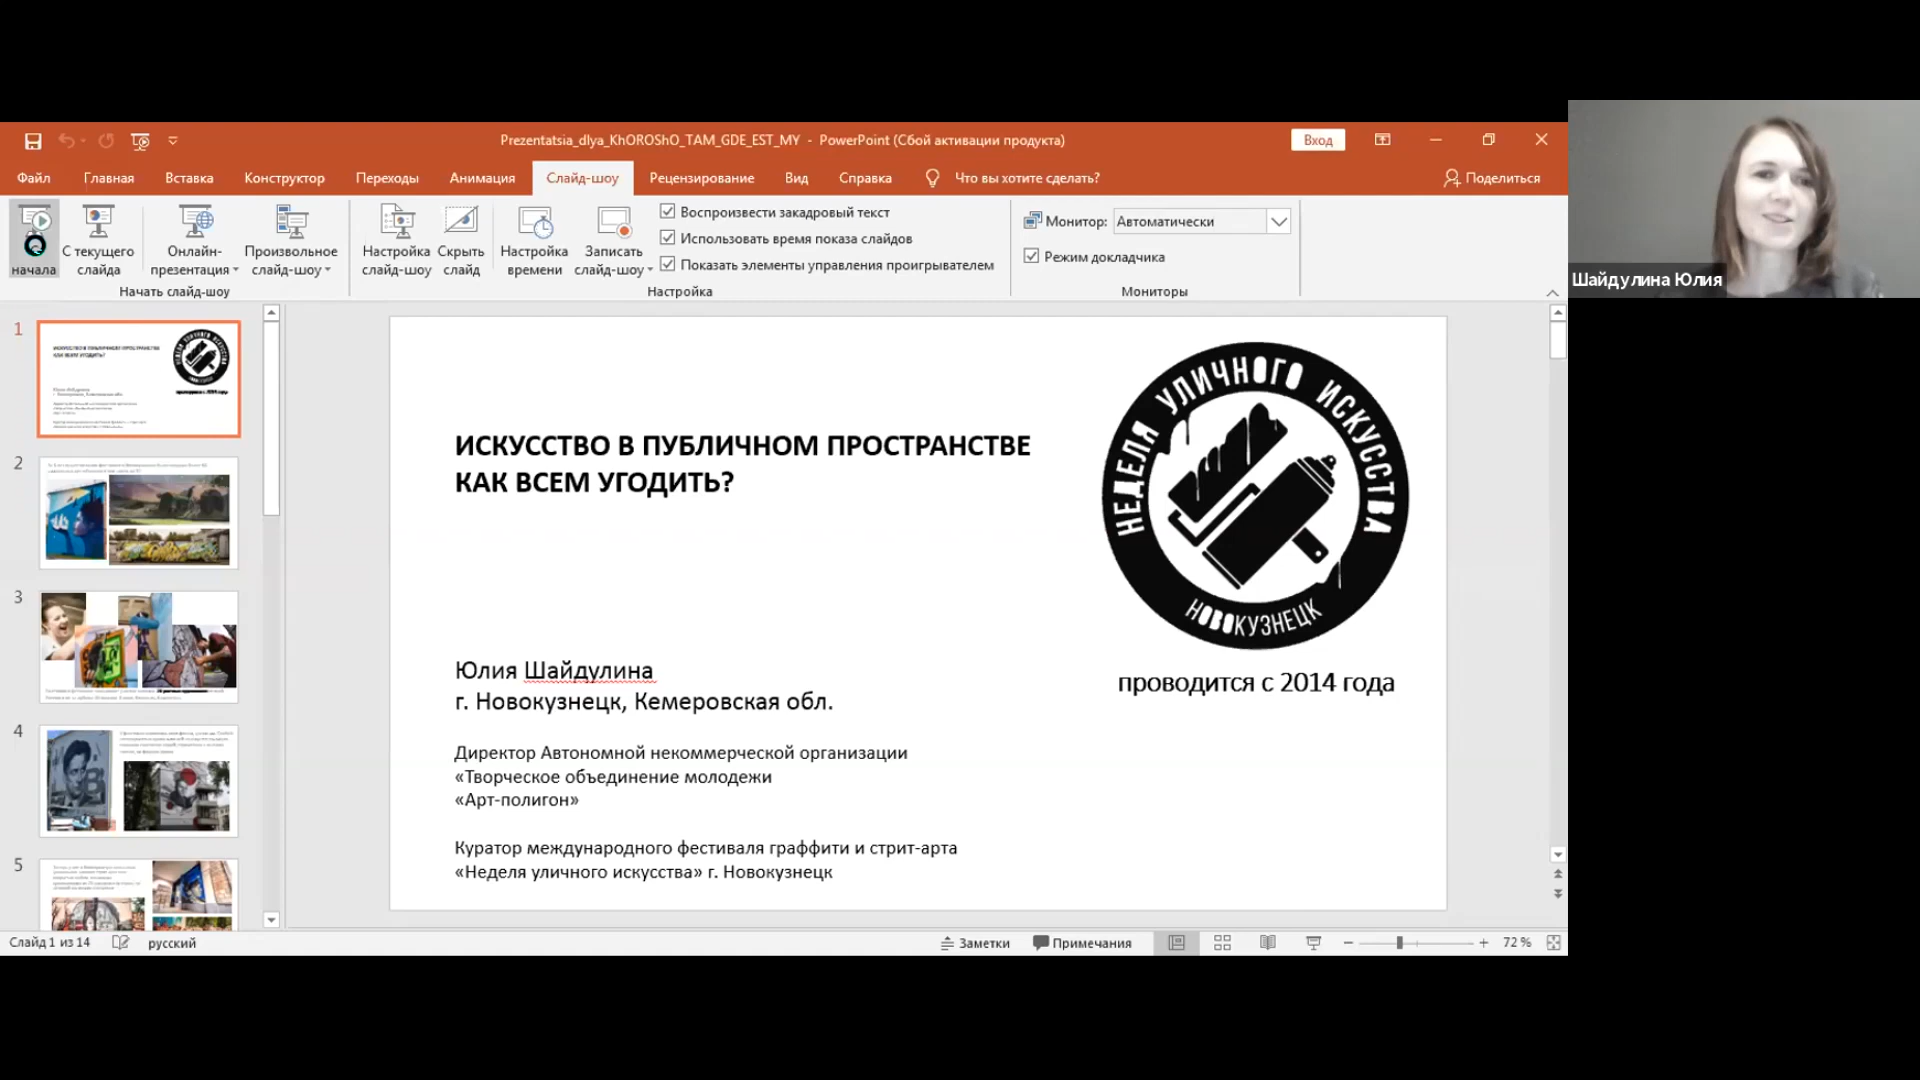 Prezentatsia_dlya_KhOROShO_TAM_GDE_EST_MY - PowerPoint (Сбой активации продукта)
Вход
Файл Главная Вставка Конструктор Переходы Анимация Слайд-шоу Рецензирование Вид Справка Что вы хотите сделать? Поделиться
начала
С текущего слайда
Онлайн-презентация
Произвольное слайд-шоу
Начать слайд-шоу
Настройка слайд-шоу
Скрыть слайд
Настройка времени
Записать слайд-шоу
Воспроизвести закадровый текст
Использовать время показа слайдов
Показать элементы управления проигрывателем
Настройка
Монитор: Автоматически
Режим докладчика
Мониторы
Шайдулина Юлия
1
2
3
4
5
ИСКУССТВО В ПУБЛИЧНОМ ПРОСТРАНСТВЕ
КАК ВСЕМ УГОДИТЬ?
НЕДЕЛЯ УЛИЧНОГО ИСКУССТВА
НОВОКУЗНЕЦК
проводится с 2014 года
Юлия Шайдулина
г. Новокузнецк, Кемеровская обл.
Директор Автономной некоммерческой организации
«Творческое объединение молодежи
«Арт-полигон»
Куратор международного фестиваля граффити и стрит-арта
«Неделя уличного искусства» г. Новокузнецк
Слайд 1 из 14 русский Заметки Примечания 72 %